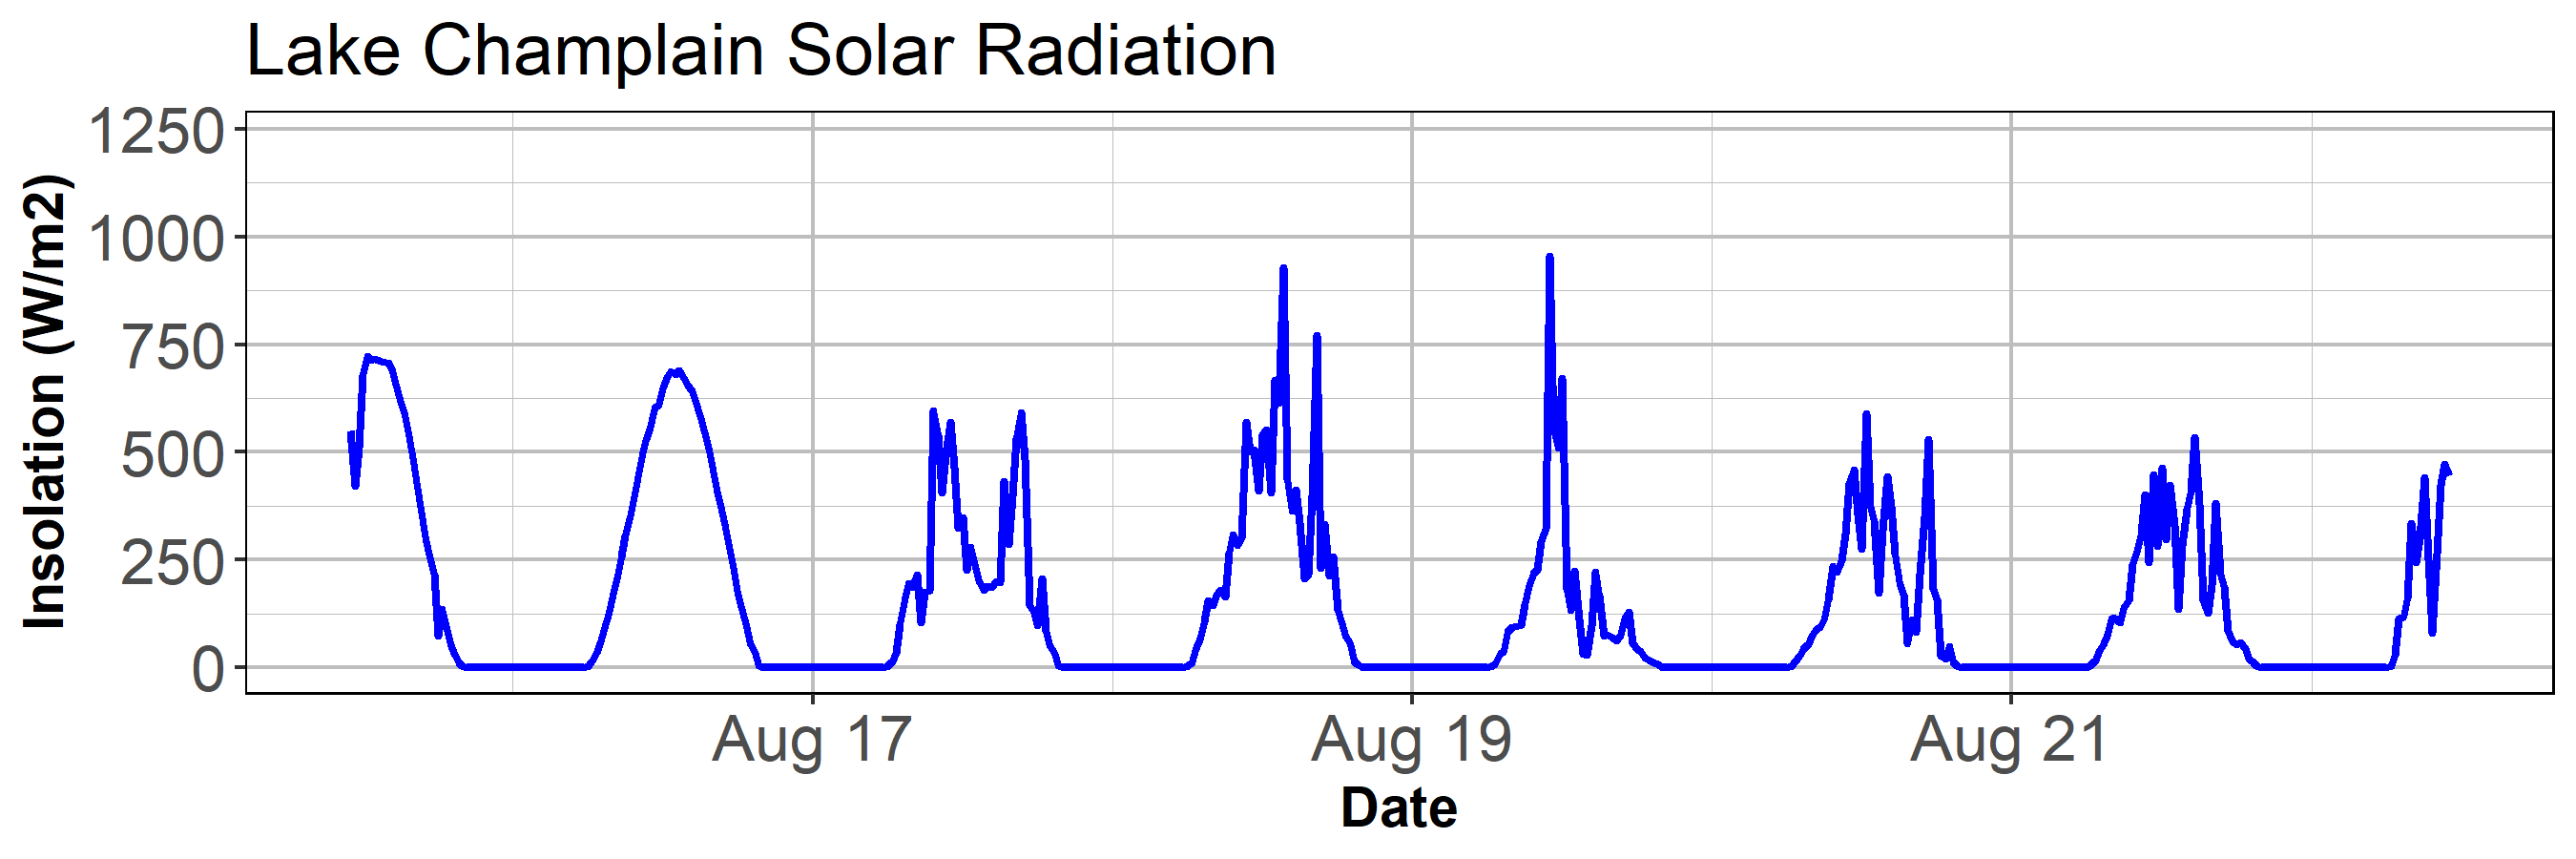 Lake Champlain Solar Radiation
Insolation (W/m2)
1250
1000
750
500
250
0
Aug 17 Aug 19 Aug 21
Date